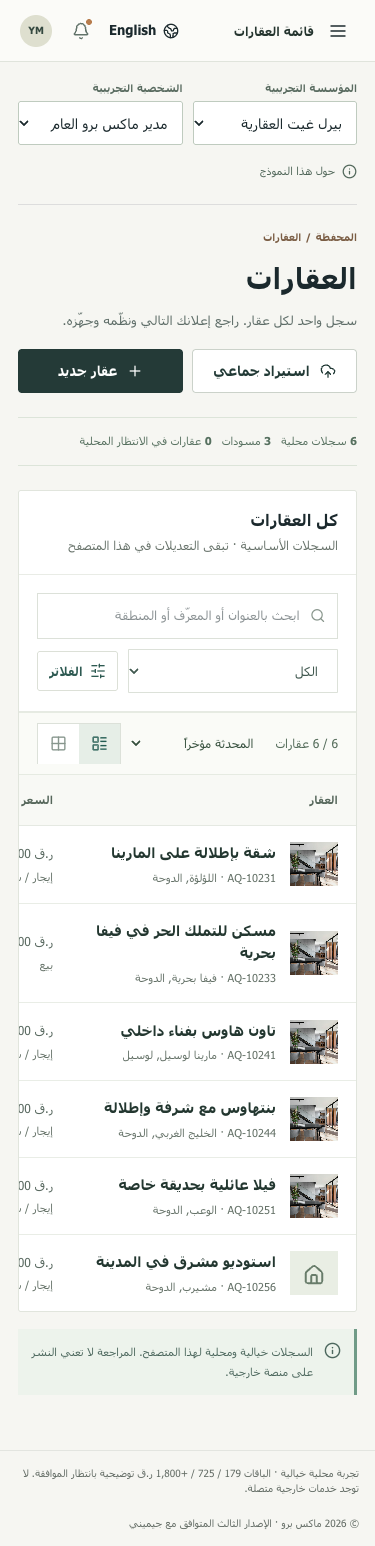 قائمة العقارات
English
YM
المؤسسة التجريبية
الشخصية التجريبية
بيرل غيت العقارية
مدير ماكس برو العام
حول هذا النموذج
المحفظة / العقارات
العقارات
سجل واحد لكل عقار. راجع إعلانك التالي ونظّمه وجهّزه.
استيراد جماعي
عقار جديد
6 سجلات محلية 3 مسودات 0 عقارات في الانتظار المحلية
كل العقارات
السجلات الأساسية · تبقى التعديلات في هذا المتصفح
ابحث بالعنوان أو المعرّف أو المنطقة
الكل
الفلاتر
6 / 6 عقارات
المحدثة مؤخراً
العقار
السعر
شقة بإطلالة على المارينا
AQ-10231 · اللؤلؤة, الدوحة
ر.ق
إيجار /
مسكن للتملك الحر في فيفا
بحرية
AQ-10233 · فيفا بحرية, الدوحة
ر.ق
بيع
تاون هاوس بفناء داخلي
AQ-10241 · مارينا لوسيل, لوسيل
ر.ق
إيجار /
بنتهاوس مع شرفة وإطلالة
AQ-10244 · الخليج الغربي, الدوحة
ر.ق
إيجار /
فيلا عائلية بحديقة خاصة
AQ-10251 · الوعب, الدوحة
ر.ق
إيجار /
استوديو مشرق في المدينة
AQ-10256 · مشيرب, الدوحة
ر.ق
إيجار /
السجلات خيالية ومحلية لهذا المتصفح. المراجعة لا تعني النشر
على منصة خارجية.
تجربة محلية خيالية · الباقات 179 / 725 / +1,800 ر.ق توضيحية بانتظار الموافقة. لا
توجد خدمات خارجية متصلة.
© 2026 ماكس برو · الإصدار الثالث المتوافق مع جيميني